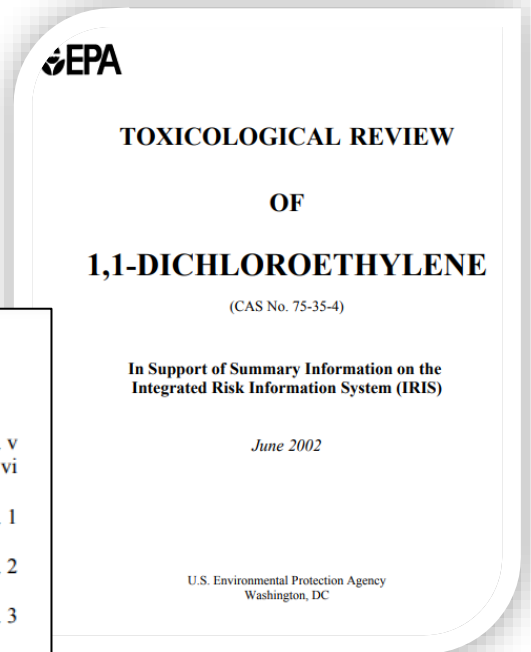 EPA
TOXICOLOGICAL REVIEW
OF
1,1-DICHLOROETHYLENE
(CAS No. 75-35-4)
In Support of Summary Information on the
Integrated Risk Information System (IRIS)
June 2002
U.S. Environmental Protection Agency
Washington, DC
v
vi
1
2
3